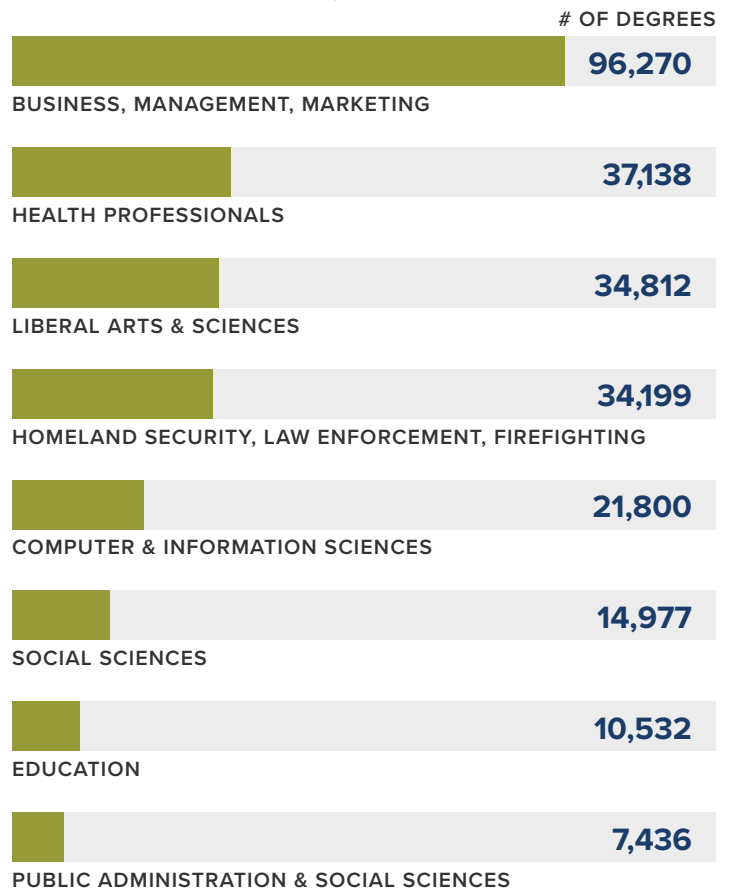 # OF DEGREES
96,270
BUSINESS, MANAGEMENT, MARKETING
37,138
HEALTH PROFESSIONALS
34,812
LIBERAL ARTS & SCIENCES
34,199
HOMELAND SECURITY, LAW ENFORCEMENT, FIREFIGHTING
21,800
COMPUTER & INFORMATION SCIENCES
14,977
SOCIAL SCIENCES
10,532
EDUCATION
7,436
PUBLIC ADMINISTRATION & SOCIAL SCIENCES